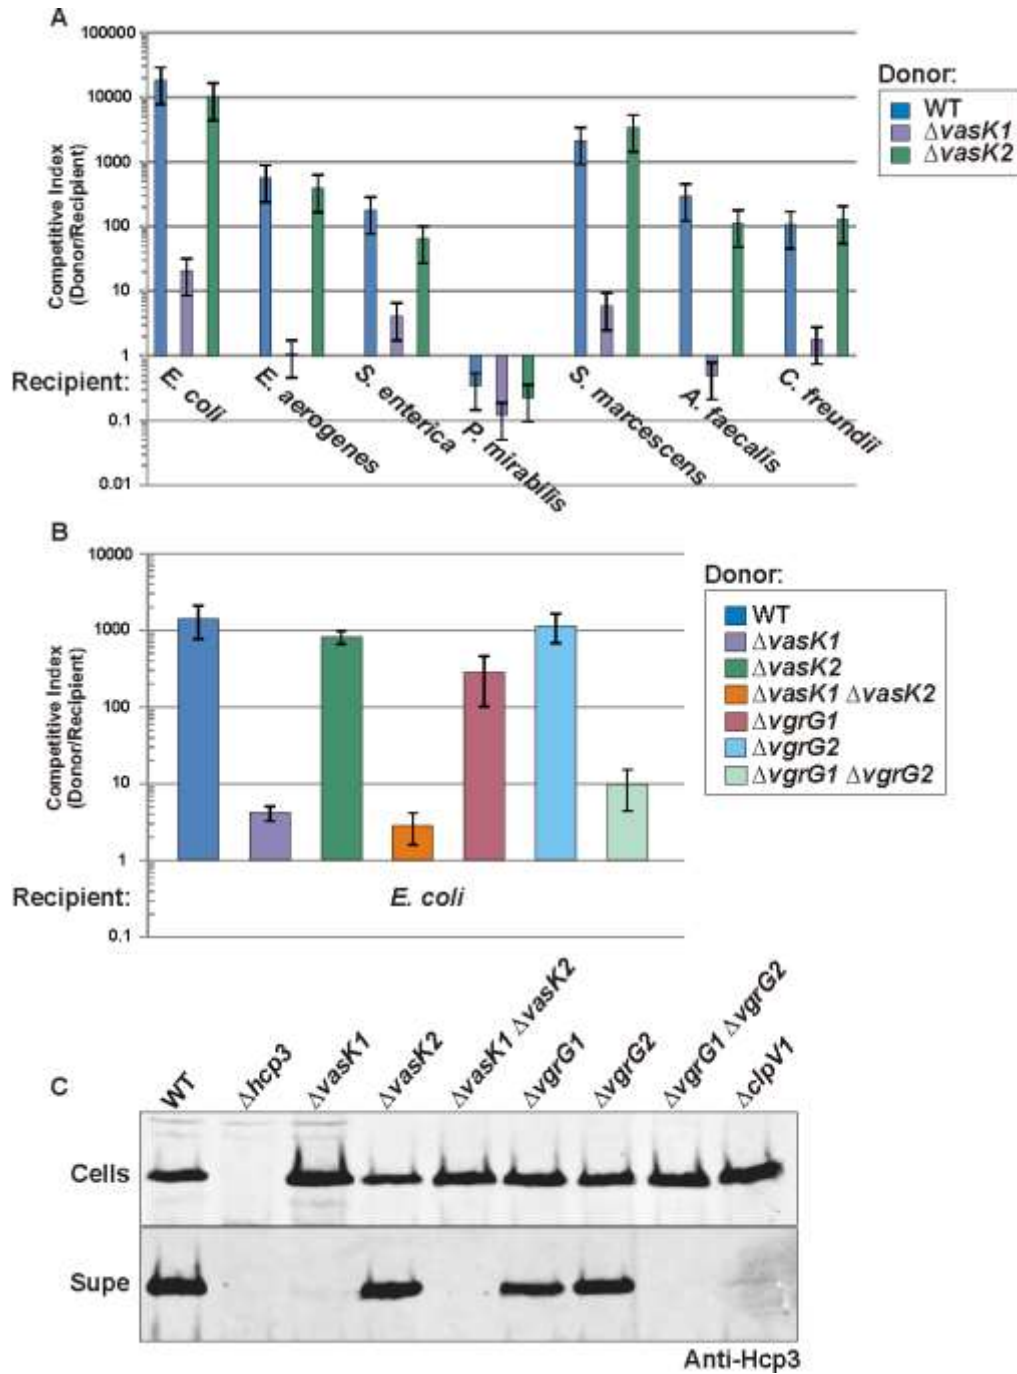 A
100000
10000
1000
100
10
1
0.1
0.01
Competitive Index
(Donor/Recipient)
Recipient:
E. coli
E. aerogenes
S. enterica
P. mirabilis
S. marcescens
A. faecalis
C. freundii
Donor:
WT
ΔvasK1
ΔvasK2
B
10000
1000
100
10
1
0.1
Competitive Index
(Donor/Recipient)
Recipient:
E. coli
Donor:
WT
ΔvasK1
ΔvasK2
ΔvasK1 ΔvasK2
ΔvgrG1
ΔvgrG2
ΔvgrG1 ΔvgrG2
C
WT
Δhcp3
ΔvasK1
ΔvasK2
ΔvasK1 ΔvasK2
ΔvgrG1
ΔvgrG2
ΔvgrG1 ΔvgrG2
ΔclpV1
Cells
Supe
Anti-Hcp3